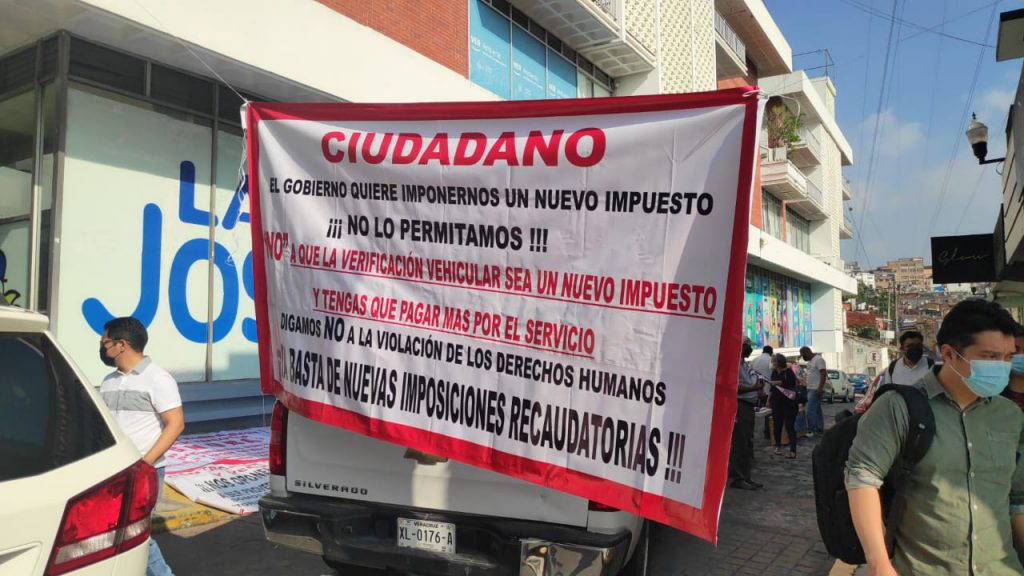 CIUDADANO
EL GOBIERNO QUIERE IMPONERNOS UN NUEVO IMPUESTO
¡¡¡ NO LO PERMITAMOS !!!
"NO" A QUE LA VERIFICACIÓN VEHICULAR SEA UN NUEVO IMPUESTO
Y TENGAS QUE PAGAR MAS POR EL SERVICIO
DIGAMOS NO A LA VIOLACIÓN DE LOS DERECHOS HUMANOS
BASTA DE NUEVAS IMPOSICIONES RECAUDATORIAS !!!
JOS
SILVERADO
VERACRUZ
XL-0176-A
Glow
E